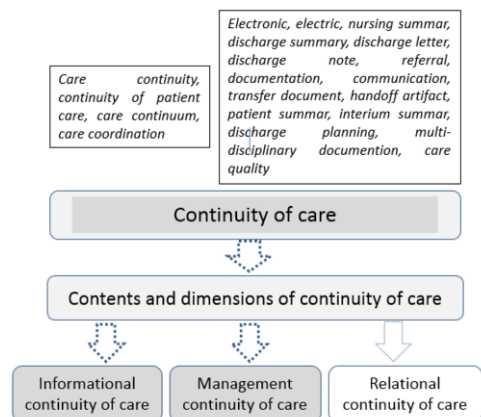 Care continuity,
continuity of patient
care, care continuum,
care coordination
Electronic, electric, nursing summar,
discharge summary, discharge letter,
discharge note, referral,
documentation, communication,
transfer document, handoff artifact,
patient summar, interium summar,
discharge planning, multi-
disciplinary documention, care
quality
Continuity of care
Contents and dimensions of continuity of care
Informational
continuity of care
Management
continuity of care
Relational
continuity of care